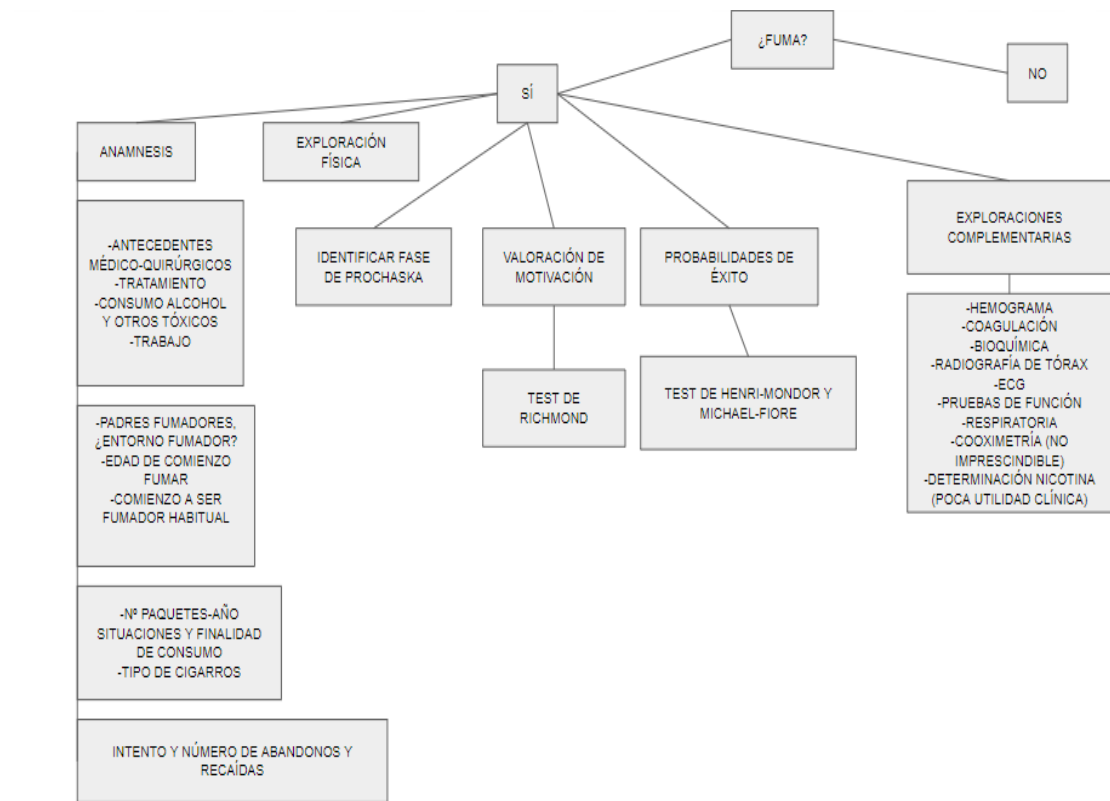 ¿FUMA?
NO
SÍ
ANAMNESIS
EXPLORACIÓN
FÍSICA
-ANTECEDENTES
MÉDICO-QUIRÚRGICOS
-TRATAMIENTO
-CONSUMO ALCOHOL
Y OTROS TÓXICOS
-TRABAJO
-PADRES FUMADORES,
¿ENTORNO FUMADOR?
-EDAD DE COMIENZO
FUMAR
-COMIENZO A SER
FUMADOR HABITUAL
-Nº PAQUETES-AÑO
SITUACIONES Y FINALIDAD
DE CONSUMO
-TIPO DE CIGARROS
INTENTO Y NÚMERO DE ABANDONOS Y
RECAÍDAS
IDENTIFICAR FASE
DE PROCHASKA
VALORACIÓN DE
MOTIVACIÓN
TEST DE
RICHMOND
PROBABILIDADES DE
ÉXITO
TEST DE HENRI-MONDOR Y
MICHAEL-FIORE
EXPLORACIONES
COMPLEMENTARIAS
-HEMOGRAMA
-COAGULACIÓN
-BIOQUÍMICA
-RADIOGRAFÍA DE TÓRAX
-ECG
-PRUEBAS DE FUNCIÓN
-RESPIRATORIA
-COOXIMETRÍA (NO
IMPRESCINDIBLE)
-DETERMINACIÓN NICOTINA
(POCA UTILIDAD CLÍNICA)